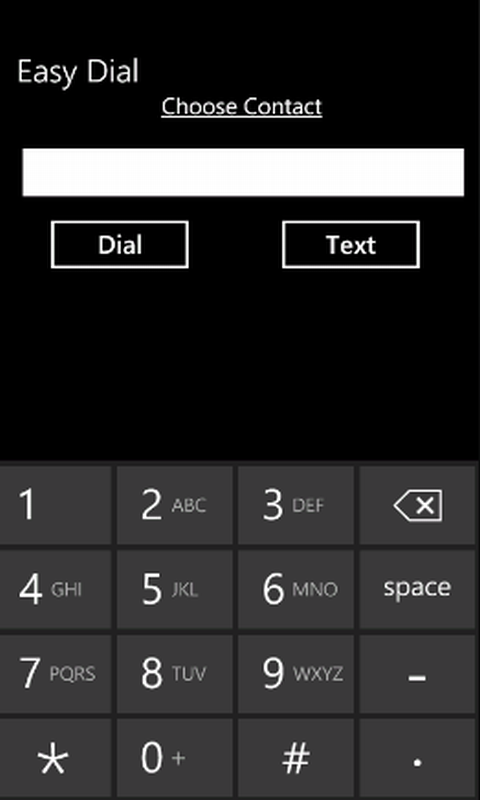 Easy Dial
Choose Contact
Dial Text
1 2 ABC 3 DEF
4 GHI 5 JKL 6 MNO space
7 PQRS 8 TUV 9 WXYZ -
* 0 + # .